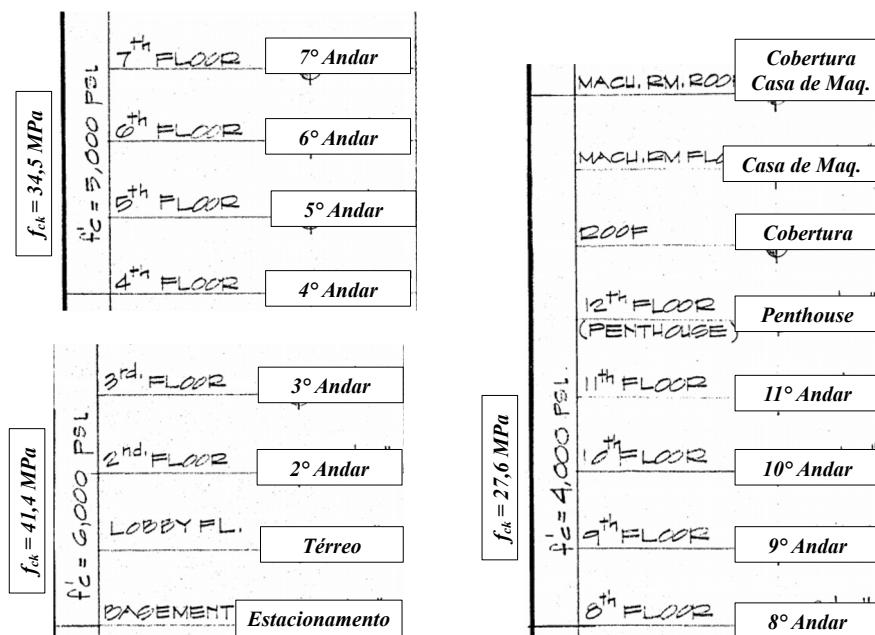 f_ck = 34,5 MPa
f'c = 5,000 PSI.
7th FLOOR
7° Andar
6th FLOOR
6° Andar
5th FLOOR
5° Andar
4th FLOOR
4° Andar
f_ck = 41,4 MPa
f'c = 6,000 PSI.
3rd. FLOOR
3° Andar
2nd. FLOOR
2° Andar
LOBBY FL.
Térreo
BASEMENT
Estacionamento
f_ck = 27,6 MPa
f'c = 4,000 PSI.
MACH. RM. ROOF
Cobertura
Casa de Maq.
MACH. RM
Casa de Maq.
ROOF
Cobertura
12th FLOOR
(PENTHOUSE)
Penthouse
11th FLOOR
11° Andar
10th FLOOR
10° Andar
9th FLOOR
9° Andar
8th FLOOR
8° Andar